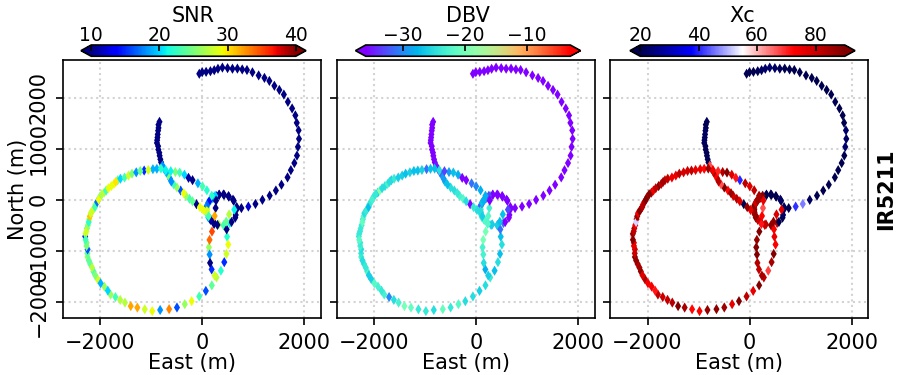 SNR DBV Xc
10 20 30 40 −30 −20 −10 20 40 60 80
North (m)
2000
1000
0
−1000
−2000
IR5211
−2000 0 2000 −2000 0 2000 −2000 0 2000
East (m) East (m) East (m)